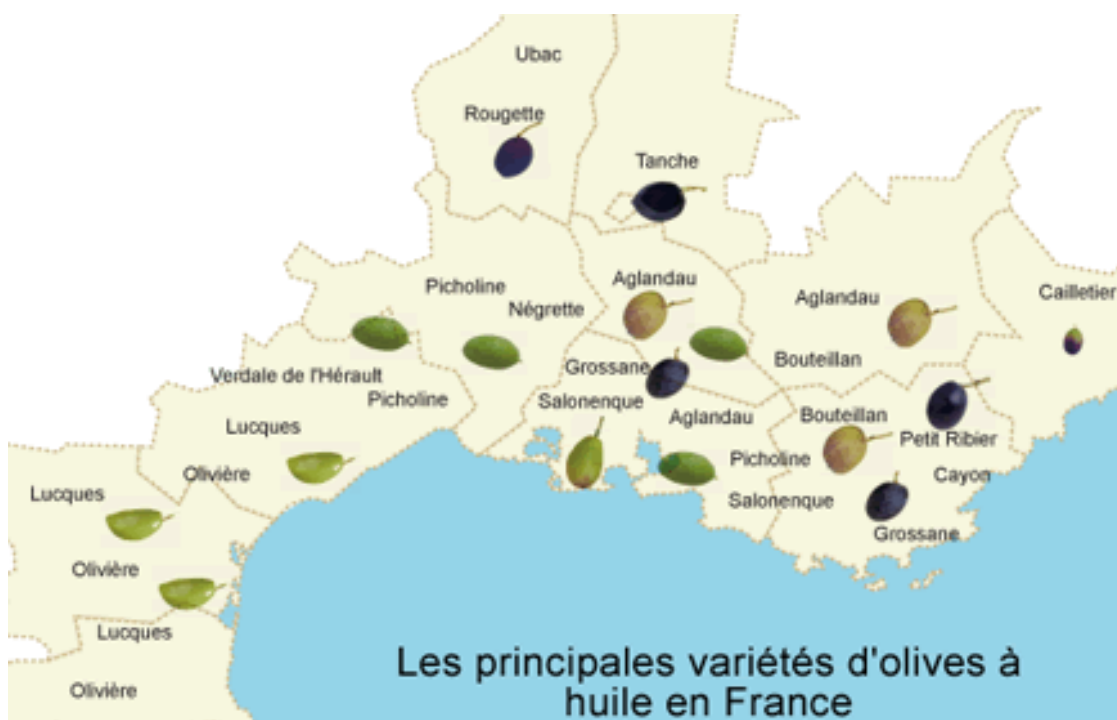 Ubac
Rougette
Tanche
Picholine
Négrette
Aglandau
Aglandau
Cailletier
Grossane
Bouteillan
Verdale de l'Hérault
Picholine
Salonenque
Aglandau
Bouteillan
Petit Ribier
Lucques
Olivière
Picholine
Cayon
Lucques
Salonenque
Grossane
Olivière
Lucques
Olivière
Les principales variétés d'olives à
huile en France